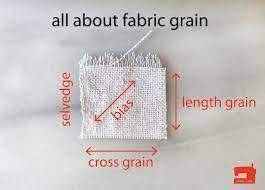 all about fabric grain
selvedge
bias
length grain
cross grain